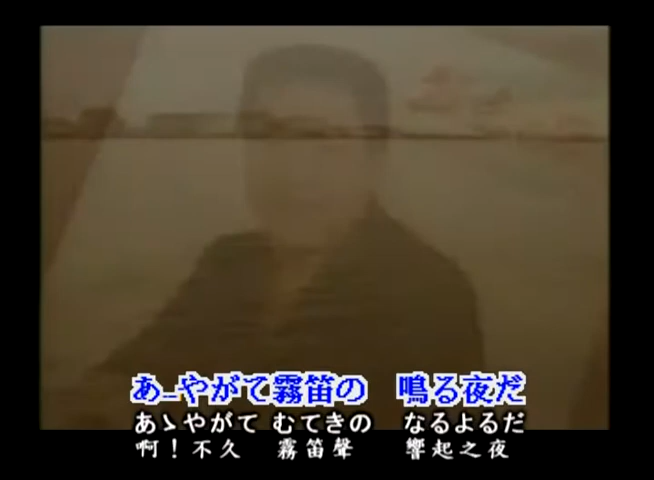 あ_やがて霧笛の 鳴る夜だ
あゝやがて むてきの なるよるだ
啊!不久 霧笛聲 響起之夜